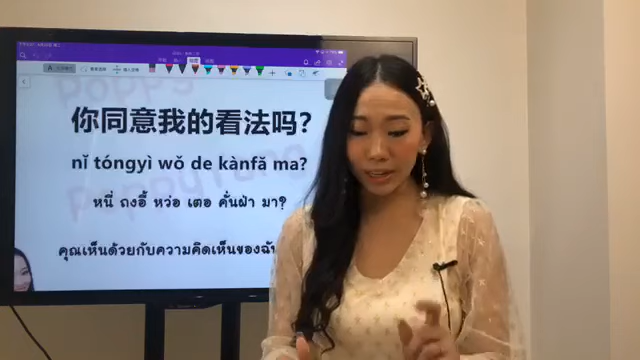 你同意我的看法吗?
nǐ tóngyì wǒ de kànfǎ ma?
หนี่ ถงอี้ หว่อ เตอ คั่นฝ่า มา?
คุณเห็นด้วยกับความคิดเห็นของฉัน